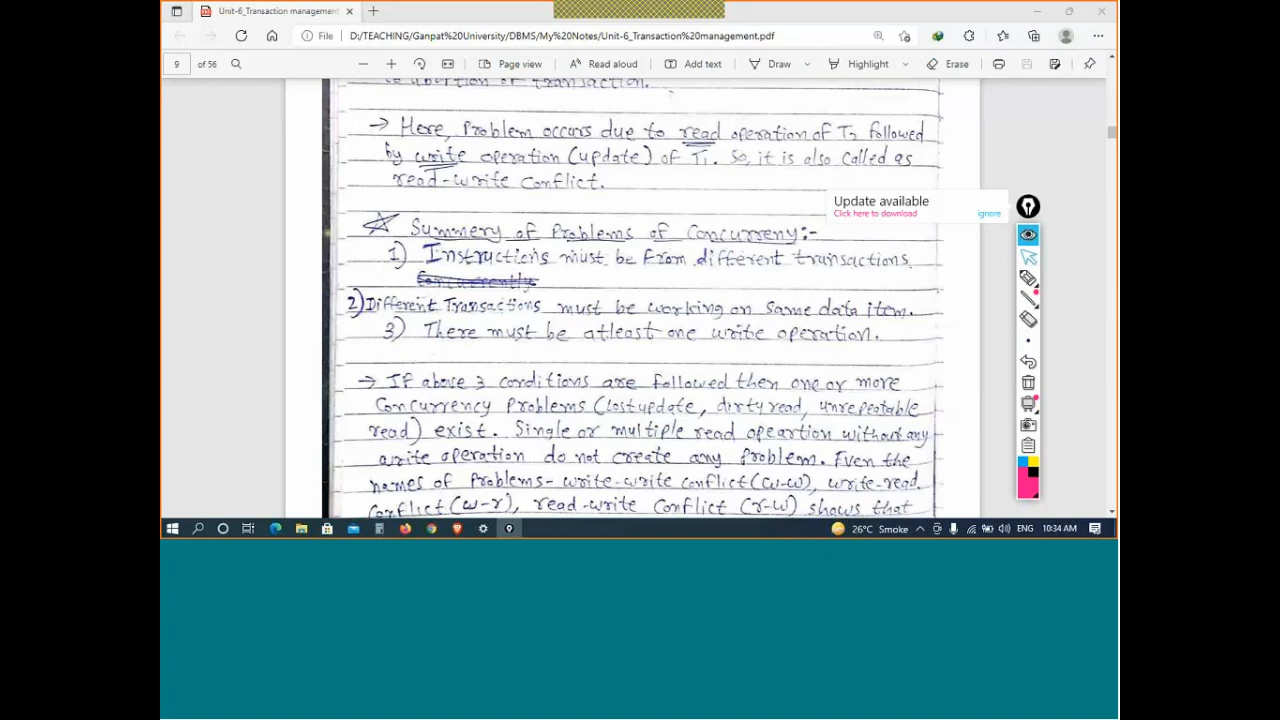 Unit-6_Transaction management
File
D:/TEACHING/Ganpat%20University/DBMS/My%20Notes/Unit-6_Transaction%20management.pdf
9 of 56
Page view
Read aloud
Add text
Draw
Highlight
Erase
of transaction.
→ Here, Problem occurs due to read operation of T2 followed
by write operation (update) of T1. So, it is also called as
read-write conflict.
Update available
Click here to download
ignore
Summery of Problems of Concurreny:-
1) Instructions must be from different transactions.
Concurrently
2) Different Transactions must be working on same data item.
3) There must be atleast one write operation.
→ If above 3 conditions are followed then one or more
Concurrency Problems (lost update, dirty read, unrepeatable
read) exist. Single or multiple read opeartion without any
write operation do not create any problem. Even the
names of Problems - write-write conflict (w-w), write-read
conflict (w-r), read-write conflict (r-w) shows that
26°C Smoke
ENG
10:34 AM